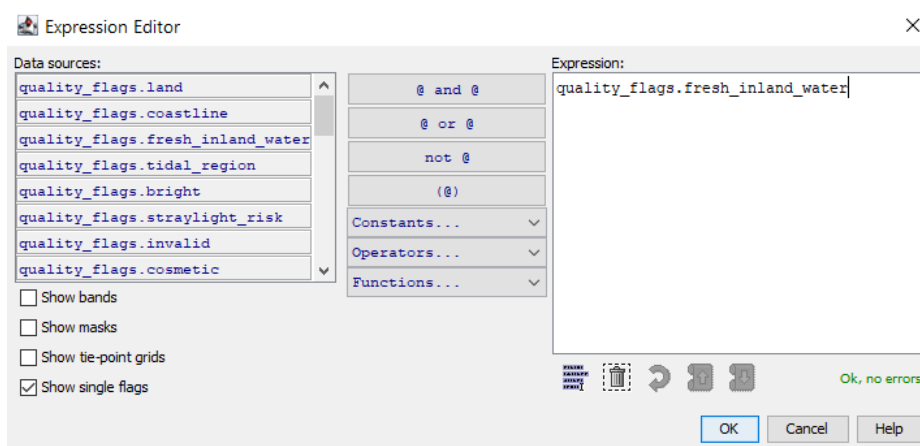 Expression Editor
Data sources:
quality_flags.land
quality_flags.coastline
quality_flags.fresh_inland_water
quality_flags.tidal_region
quality_flags.bright
quality_flags.straylight_risk
quality_flags.invalid
quality_flags.cosmetic
Show bands
Show masks
Show tie-point grids
Show single flags
@ and @
@ or @
not @
(@)
Constants...
Operators...
Functions...
Expression:
quality_flags.fresh_inland_water
Ok, no errors
OK
Cancel
Help